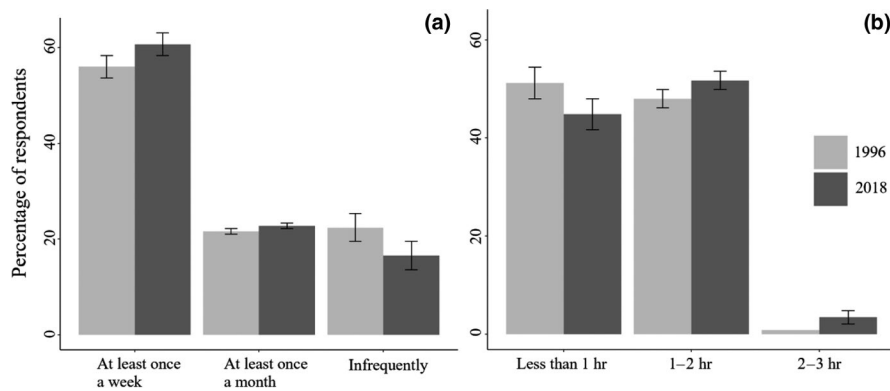 (a)
Percentage of respondents
60
40
20
0
At least once
a week
At least once
a month
Infrequently
(b)
60
40
20
0
1996
2018
Less than 1 hr
1–2 hr
2–3 hr